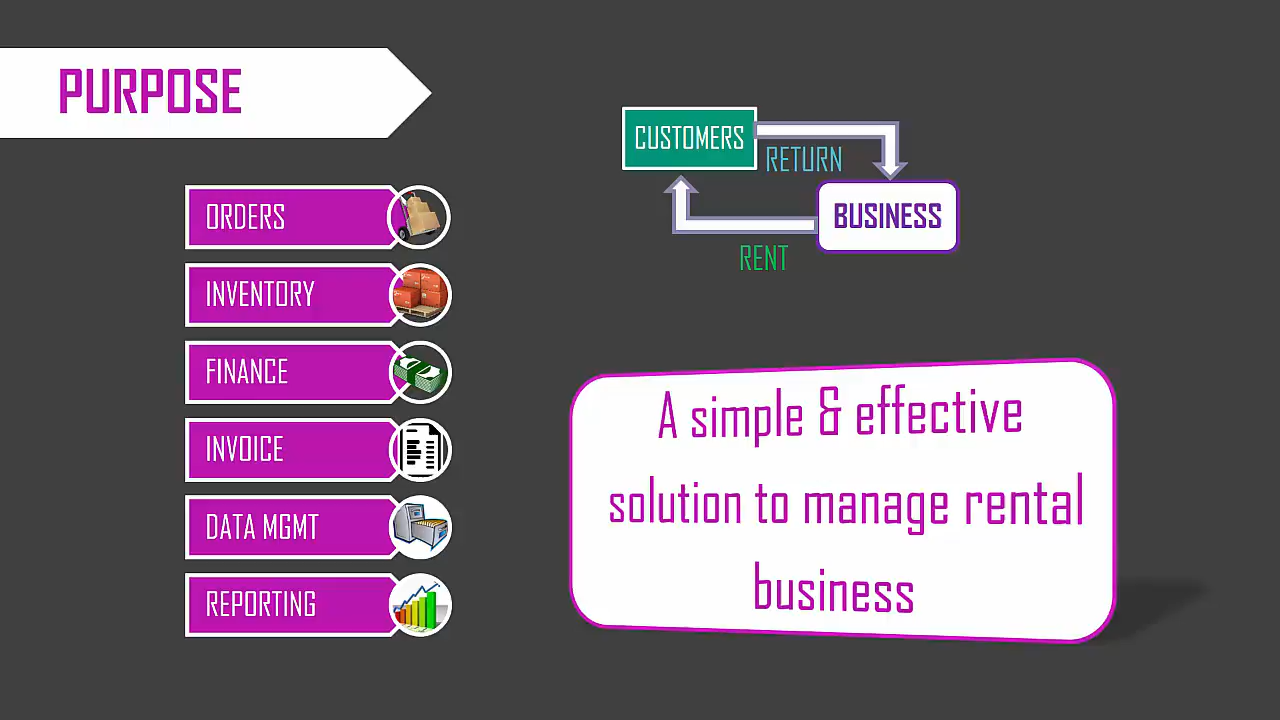 PURPOSE
ORDERS
INVENTORY
FINANCE
INVOICE
DATA MGMT
REPORTING
CUSTOMERS
RETURN
BUSINESS
RENT
A simple & effective
solution to manage rental
business